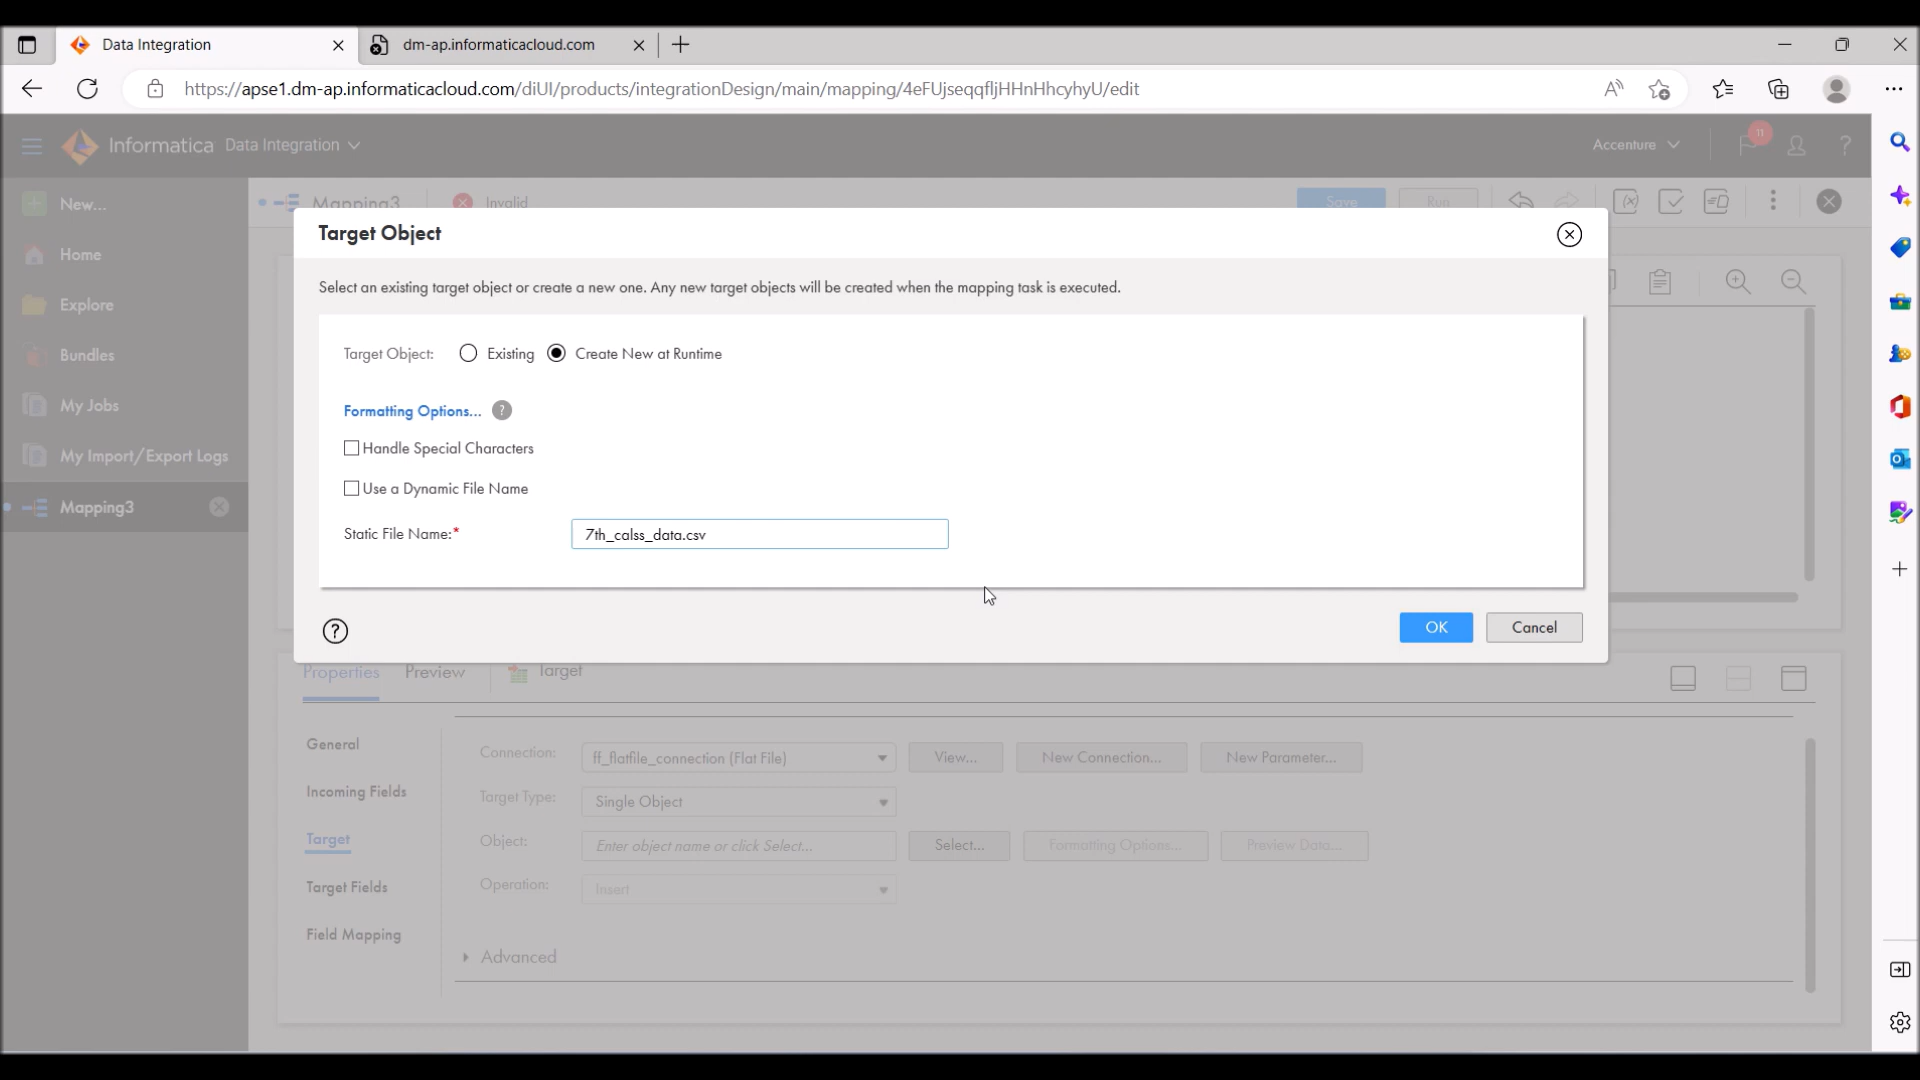 Data Integration
dm-ap.informaticacloud.com
https://apse1.dm-ap.informaticacloud.com/diUI/products/integrationDesign/main/mapping/4eFUjseqqfljHHnHhcyhyU/edit
Informatica Data Integration
Accenture
11
?
New...
Home
Explore
Bundles
My Jobs
My Import/Export Logs
Mapping3
Mapping3
Invalid
Save
Run
Target Object
Select an existing target object or create a new one. Any new target objects will be created when the mapping task is executed.
Target Object:
Existing
Create New at Runtime
Formatting Options...
?
Handle Special Characters
Use a Dynamic File Name
Static File Name:*
7th_calss_data.csv
?
OK
Cancel
Properties
Preview
Target
General
Incoming Fields
Target
Target Fields
Field Mapping
Connection:
ff_flatfile_connection (Flat File)
View...
New Connection...
New Parameter...
Target Type:
Single Object
Object:
Enter object name or click Select...
Select...
Formatting Options...
Preview Data...
Operation:
Insert
Advanced